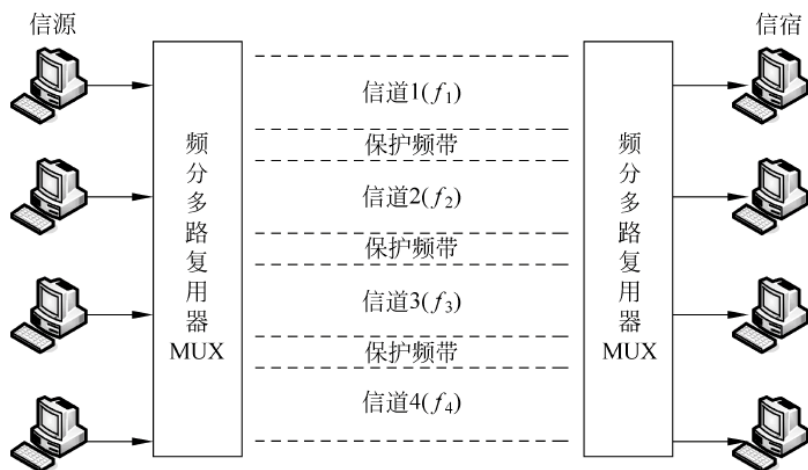 信源
信宿
频分多路复用器
MUX
信道1(f₁)
保护频带
信道2(f₂)
保护频带
信道3(f₃)
保护频带
信道4(f₄)
频分多路复用器
MUX